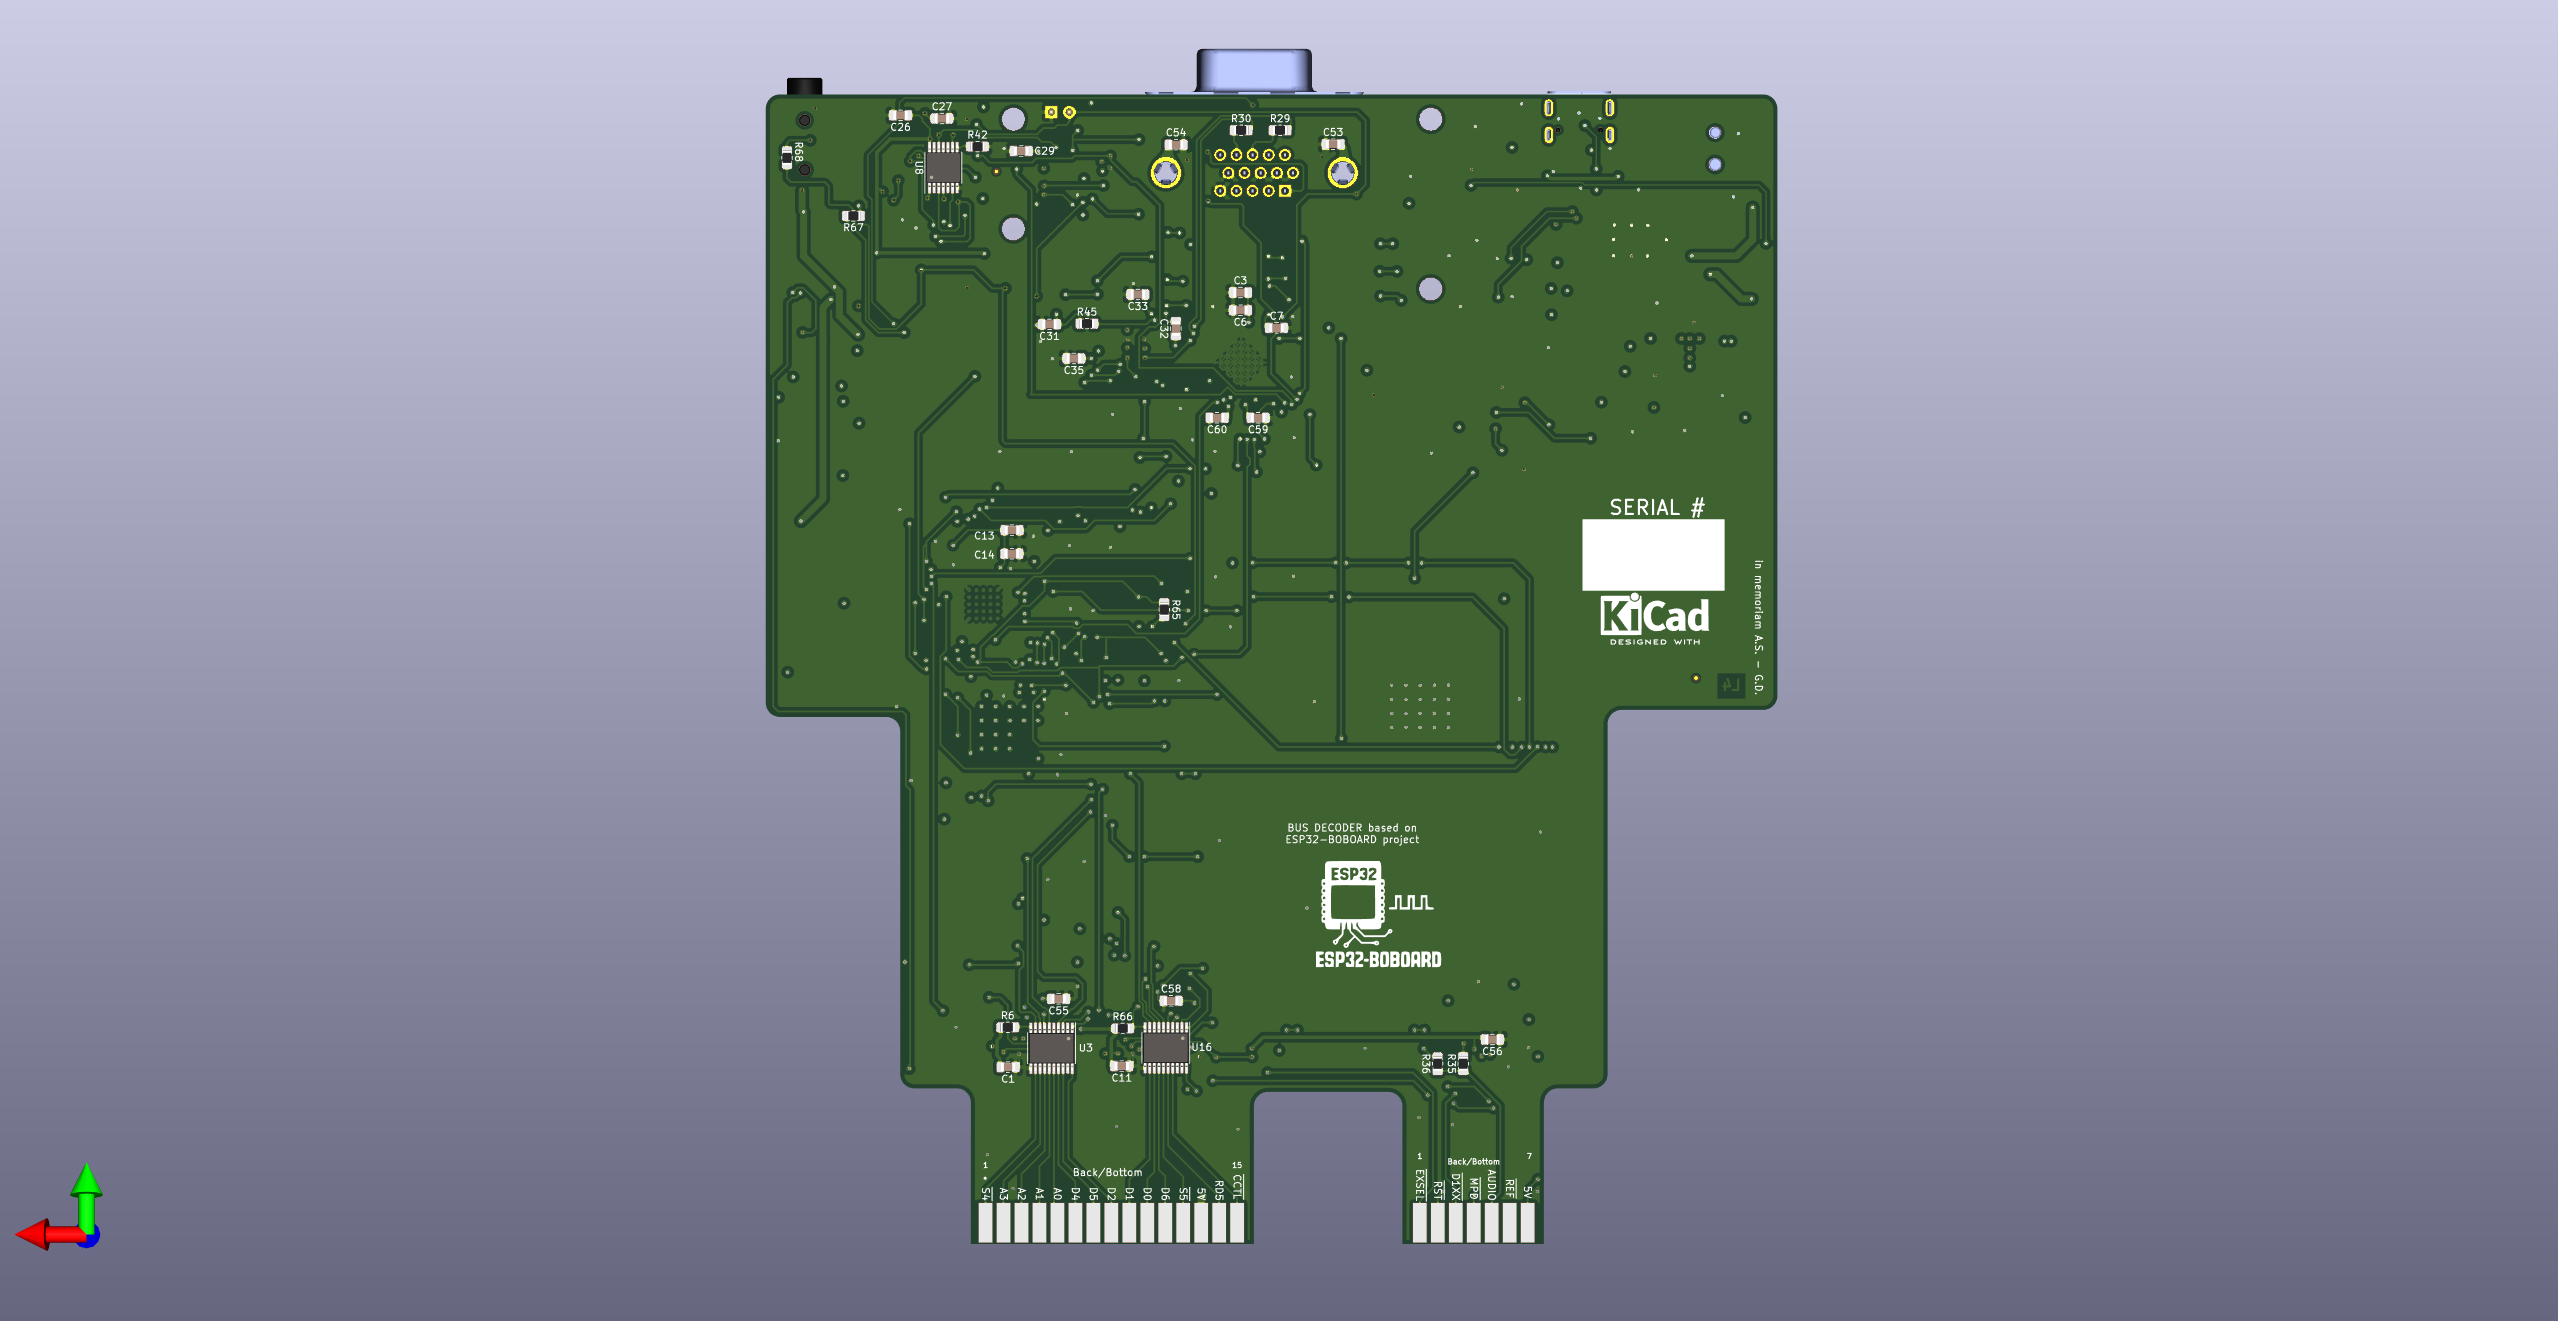 C27
C26
R42
C29
U8
R68
R67
C54
R30
R29
C53
C33
C3
C6
C7
R45
C31
C32
C35
C60
C59
C13
C14
R65
SERIAL #
KiCad
DESIGNED WITH
in memoriam A.S. - G.D.
L4
BUS DECODER based on
ESP32-BOBOARD project
ESP32
ESP32-BOBOARD
C55
C58
R6
R66
U3
U16
C1
C11
C56
R36
R35
1
15
Back/Bottom
S4
A3
A2
A1
A0
D4
D5
D2
D1
D0
D6
S5
5V
RD5
CCTL
1
7
Back/Bottom
EXSEL
RST
D1XX
MPD
AUDIO
REF
5V